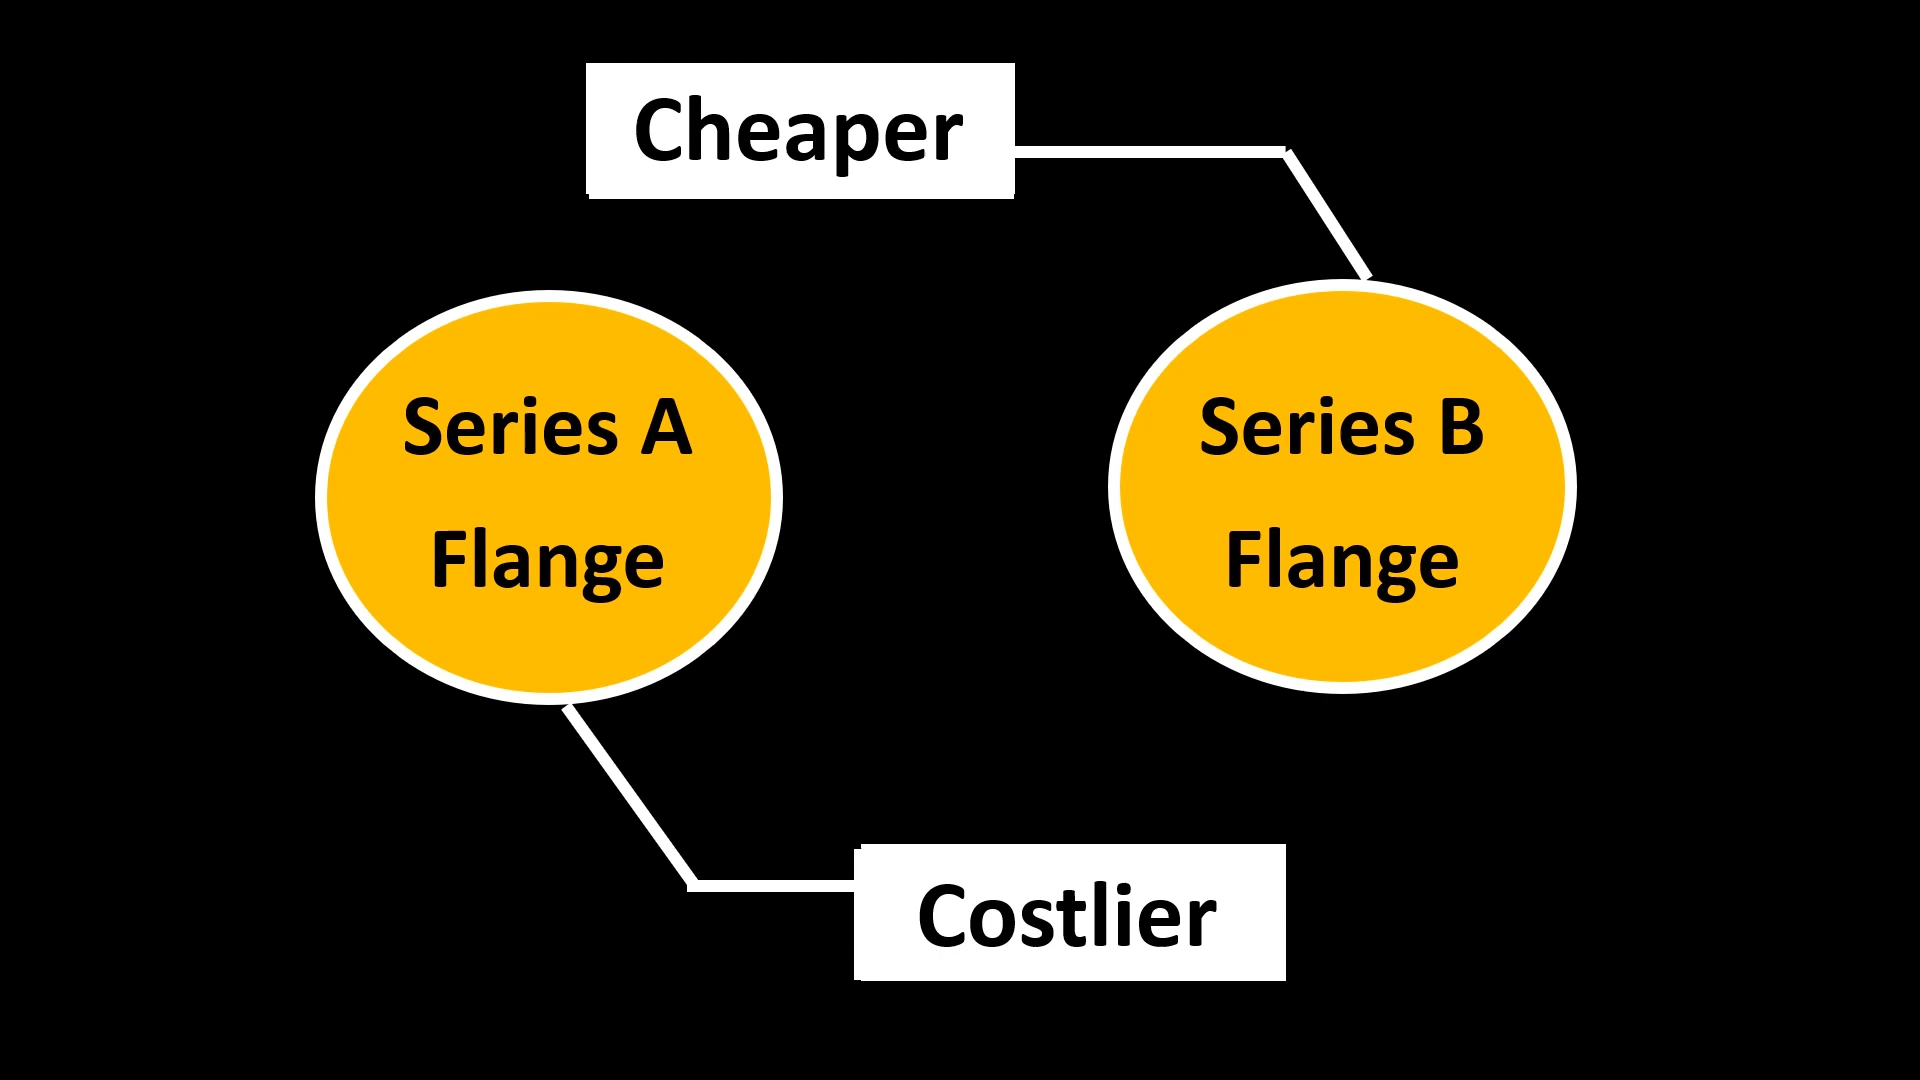 Cheaper
Series A
Flange
Series B
Flange
Costlier